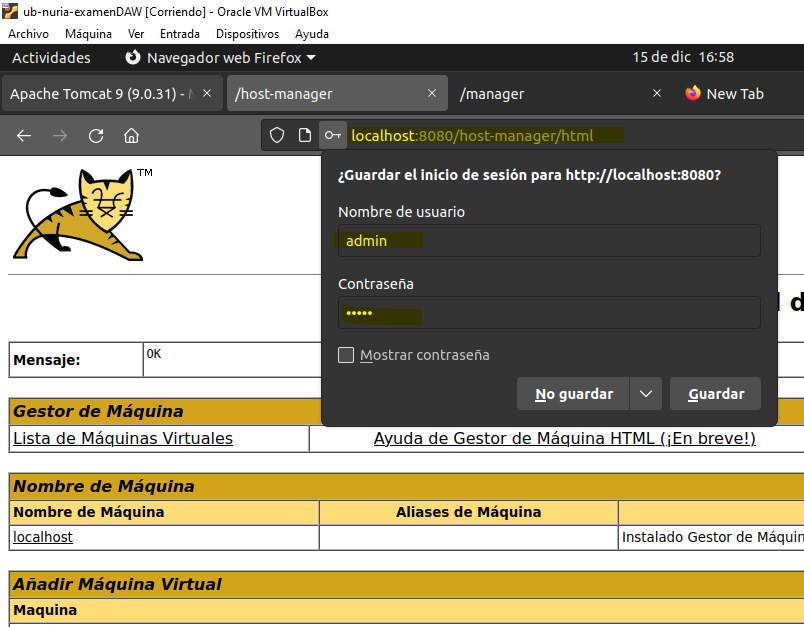 ub-nuria-examenDAW [Corriendo] - Oracle VM VirtualBox
Archivo Máquina Ver Entrada Dispositivos Ayuda
Actividades Navegador web Firefox 15 de dic 16:58
Apache Tomcat 9 (9.0.31) - /host-manager /manager New Tab
localhost:8080/host-manager/html
TM
¿Guardar el inicio de sesión para http://localhost:8080?
Nombre de usuario
admin
Contraseña
•••••
Mostrar contraseña
No guardar Guardar
d
Mensaje: OK
Gestor de Máquina
Lista de Máquinas Virtuales Ayuda de Gestor de Máquina HTML (¡En breve!)
Nombre de Máquina
Nombre de Máquina Aliases de Máquina
localhost Instalado Gestor de Máquin
Añadir Máquina Virtual
Maquina